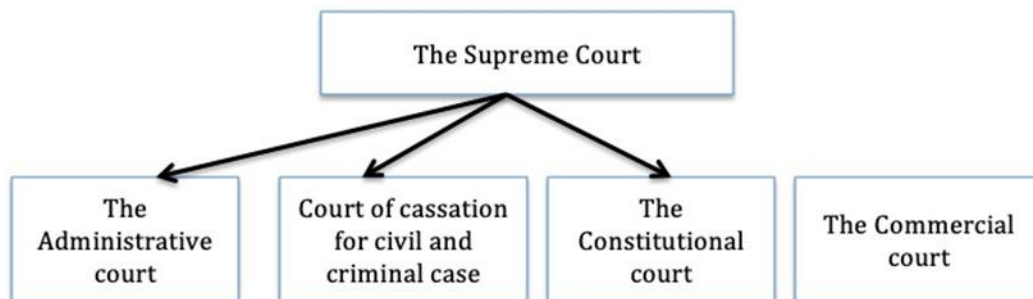 The Supreme Court
The
Administrative
court
Court of cassation
for civil and
criminal case
The
Constitutional
court
The Commercial
court